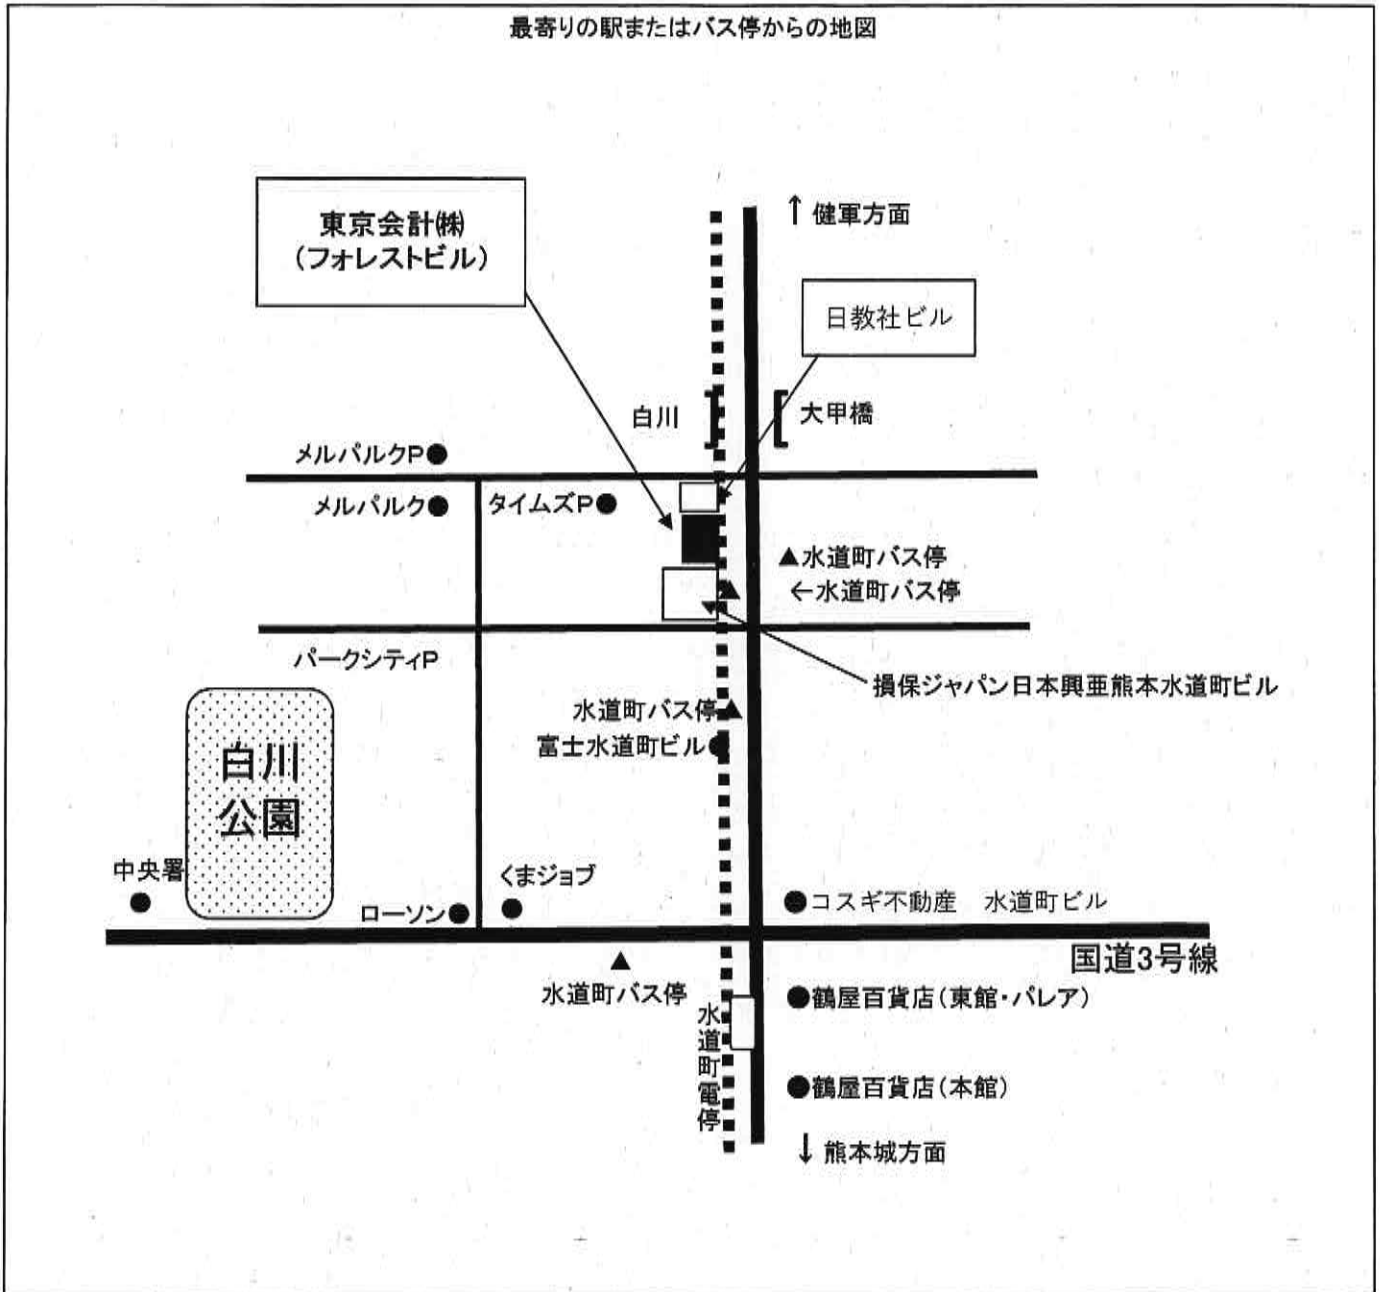 最寄りの駅またはバス停からの地図
東京会計㈱
(フォレストビル)
↑ 健軍方面
日教社ビル
白川
大甲橋
メルパルクP●
メルパルク●
タイムズP●
▲水道町バス停
←水道町バス停
パークシティP
損保ジャパン日本興亜熊本水道町ビル
水道町バス停▲
富士水道町ビル●
白川
公園
中央署
くまジョブ
ローソン●
●コスギ不動産　水道町ビル
国道3号線
水道町バス停
水道町電停
●鶴屋百貨店(東館・パレア)
●鶴屋百貨店(本館)
↓ 熊本城方面